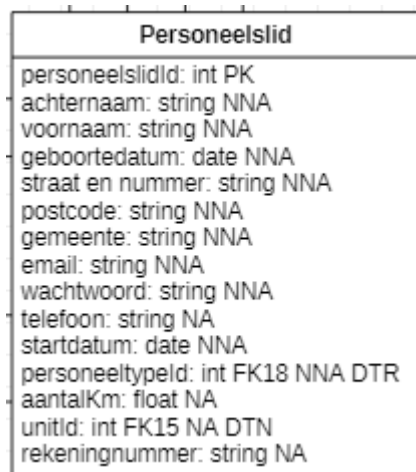 Personeelslid
personeelslidId: int PK
achternaam: string NNA
voornaam: string NNA
geboortedatum: date NNA
straat en nummer: string NNA
postcode: string NNA
gemeente: string NNA
email: string NNA
wachtwoord: string NNA
telefoon: string NA
startdatum: date NNA
personeeltypeId: int FK18 NNA DTR
aantalKm: float NA
unitId: int FK15 NA DTN
rekeningnummer: string NA